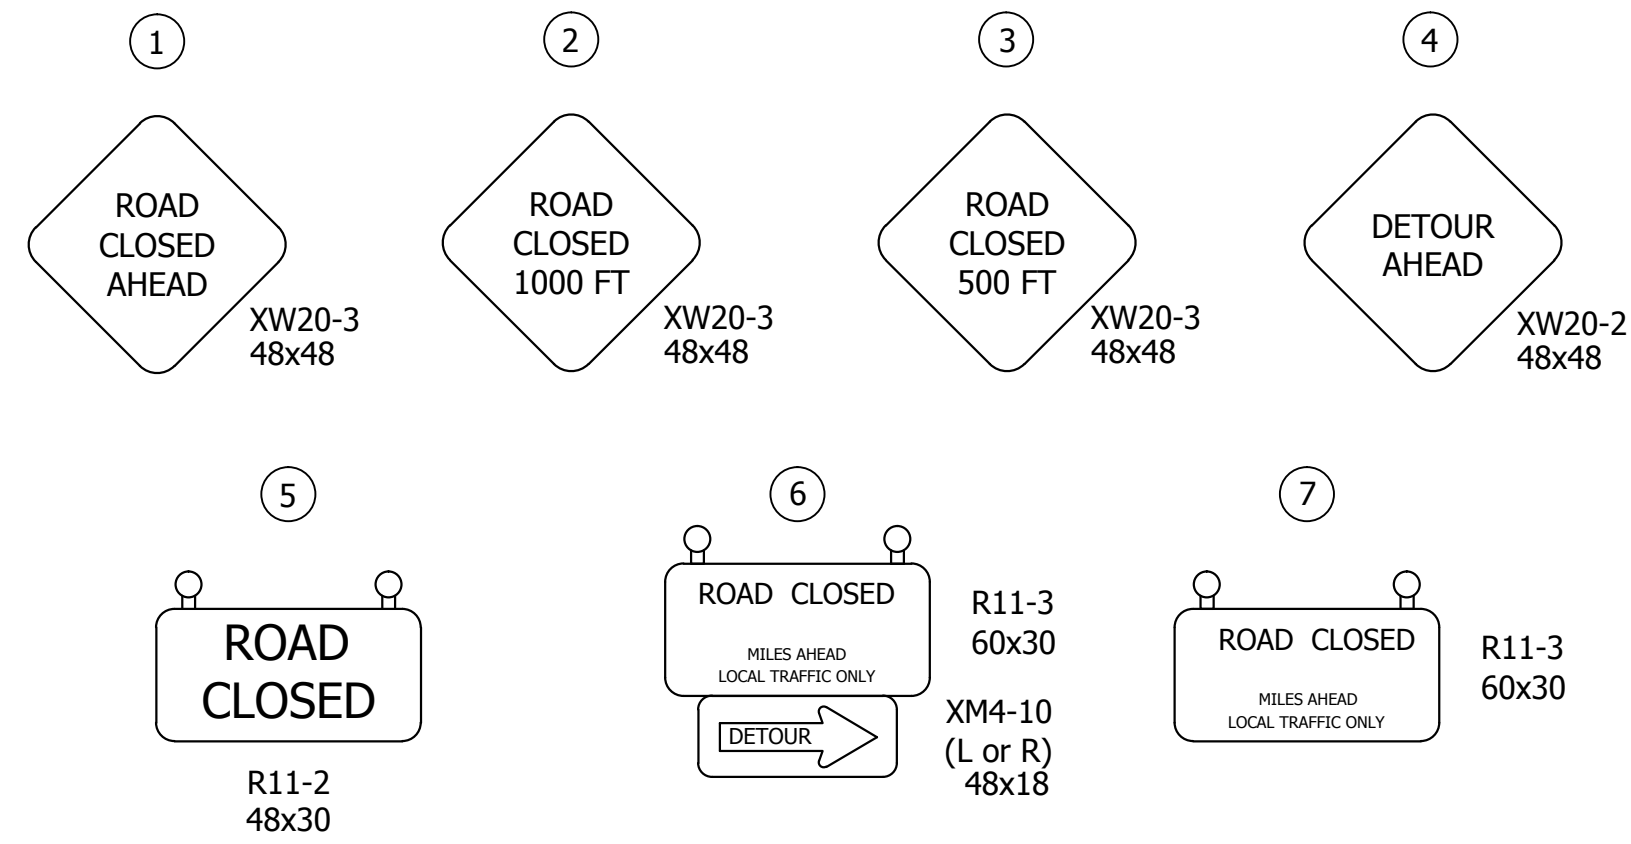 1
2
3
4
ROAD
CLOSED
AHEAD
XW20-3
48x48
ROAD
CLOSED
1000 FT
XW20-3
48x48
ROAD
CLOSED
500 FT
XW20-3
48x48
DETOUR
AHEAD
XW20-2
48x48
5
6
7
ROAD
CLOSED
R11-2
48x30
ROAD CLOSED
MILES AHEAD
LOCAL TRAFFIC ONLY
R11-3
60x30
DETOUR
XM4-10
(L or R)
48x18
ROAD CLOSED
MILES AHEAD
LOCAL TRAFFIC ONLY
R11-3
60x30